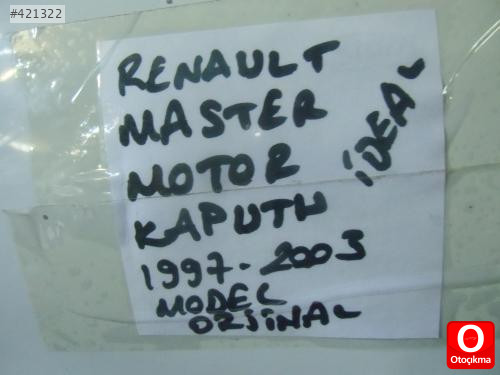 #421322
RENAULT
MASTER
MOTOR
KAPUTU
1997-2003
MODEL
ORJİNAL
İDEAL
Otoçıkma